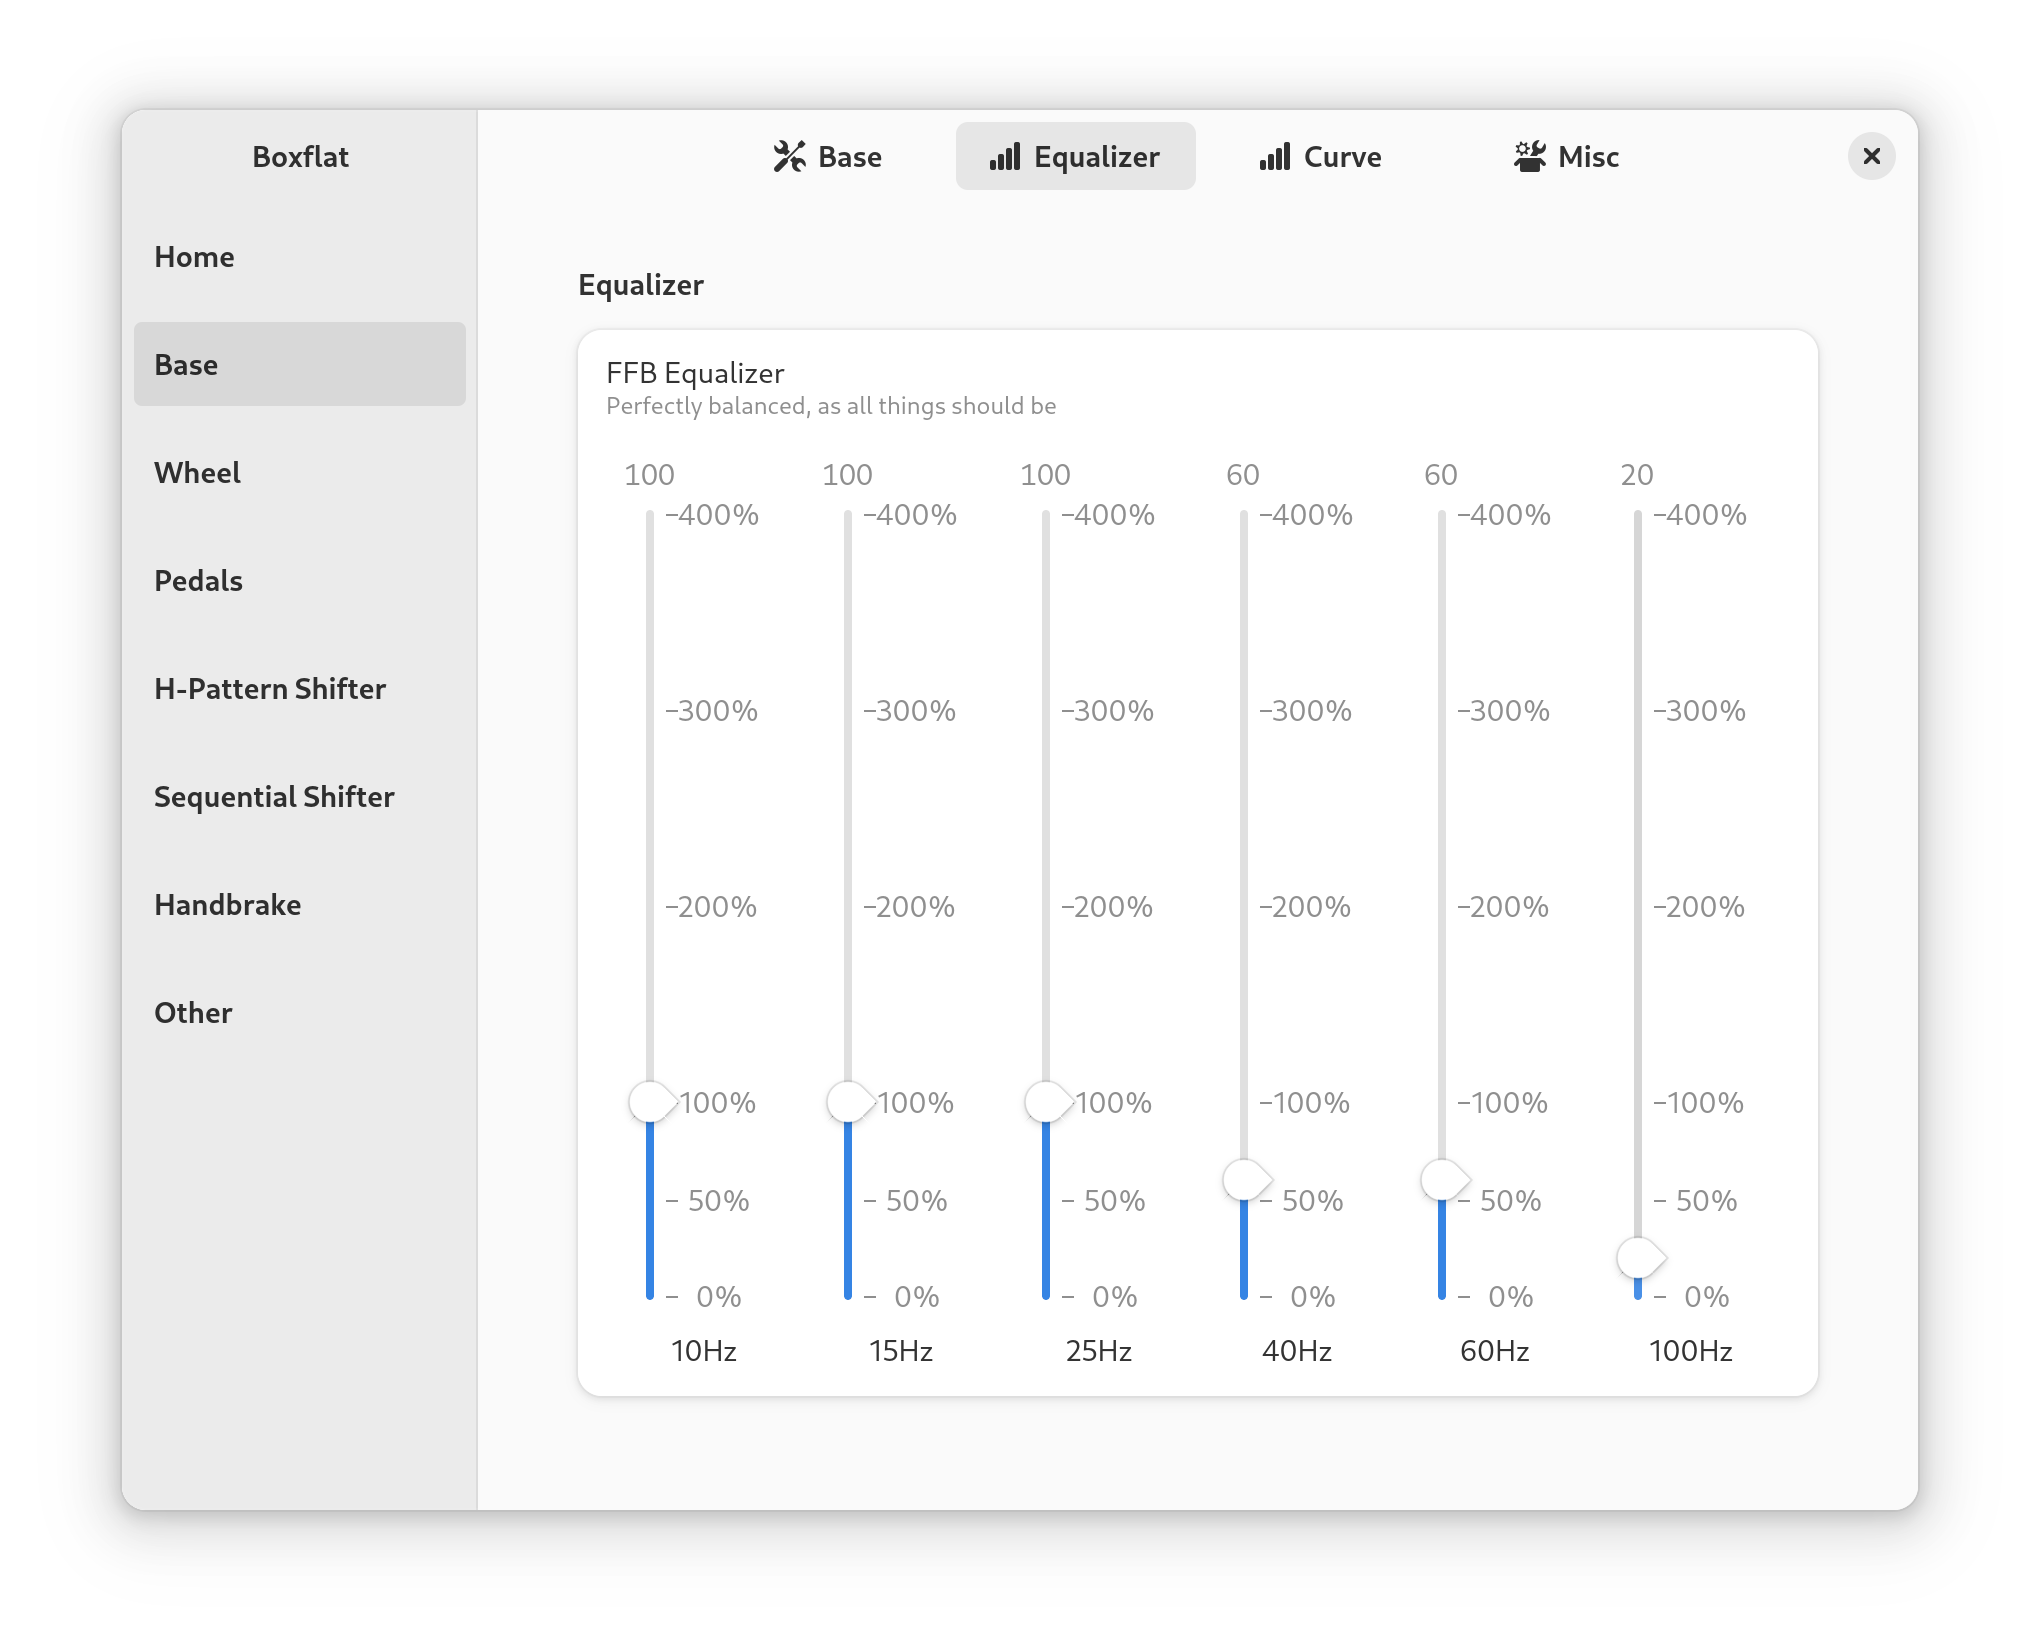 Boxflat
Home
Base
Wheel
Pedals
H-Pattern Shifter
Sequential Shifter
Handbrake
Other
Base Equalizer Curve Misc
Equalizer
FFB Equalizer
Perfectly balanced, as all things should be
100 100 100 60 60 20
400% 400% 400% 400% 400% 400%
300% 300% 300% 300% 300% 300%
200% 200% 200% 200% 200% 200%
100% 100% 100% 100% 100% 100%
50% 50% 50% 50% 50% 50%
0% 0% 0% 0% 0% 0%
10Hz 15Hz 25Hz 40Hz 60Hz 100Hz